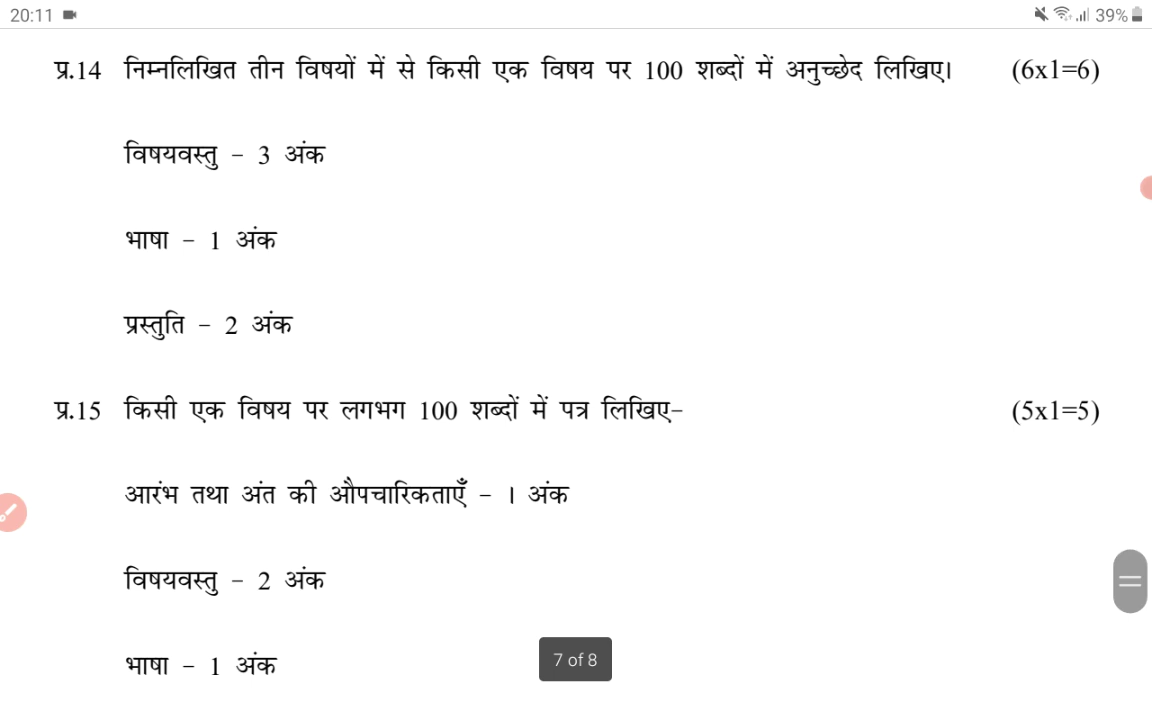 20:11 39%
प्र.14 निम्नलिखित तीन विषयों में से किसी एक विषय पर 100 शब्दों में अनुच्छेद लिखिए। (6x1=6)
विषयवस्तु – 3 अंक
भाषा – 1 अंक
प्रस्तुति – 2 अंक
प्र.15 किसी एक विषय पर लगभग 100 शब्दों में पत्र लिखिए– (5x1=5)
आरंभ तथा अंत की औपचारिकताएँ – । अंक
विषयवस्तु – 2 अंक
भाषा – 1 अंक
7 of 8